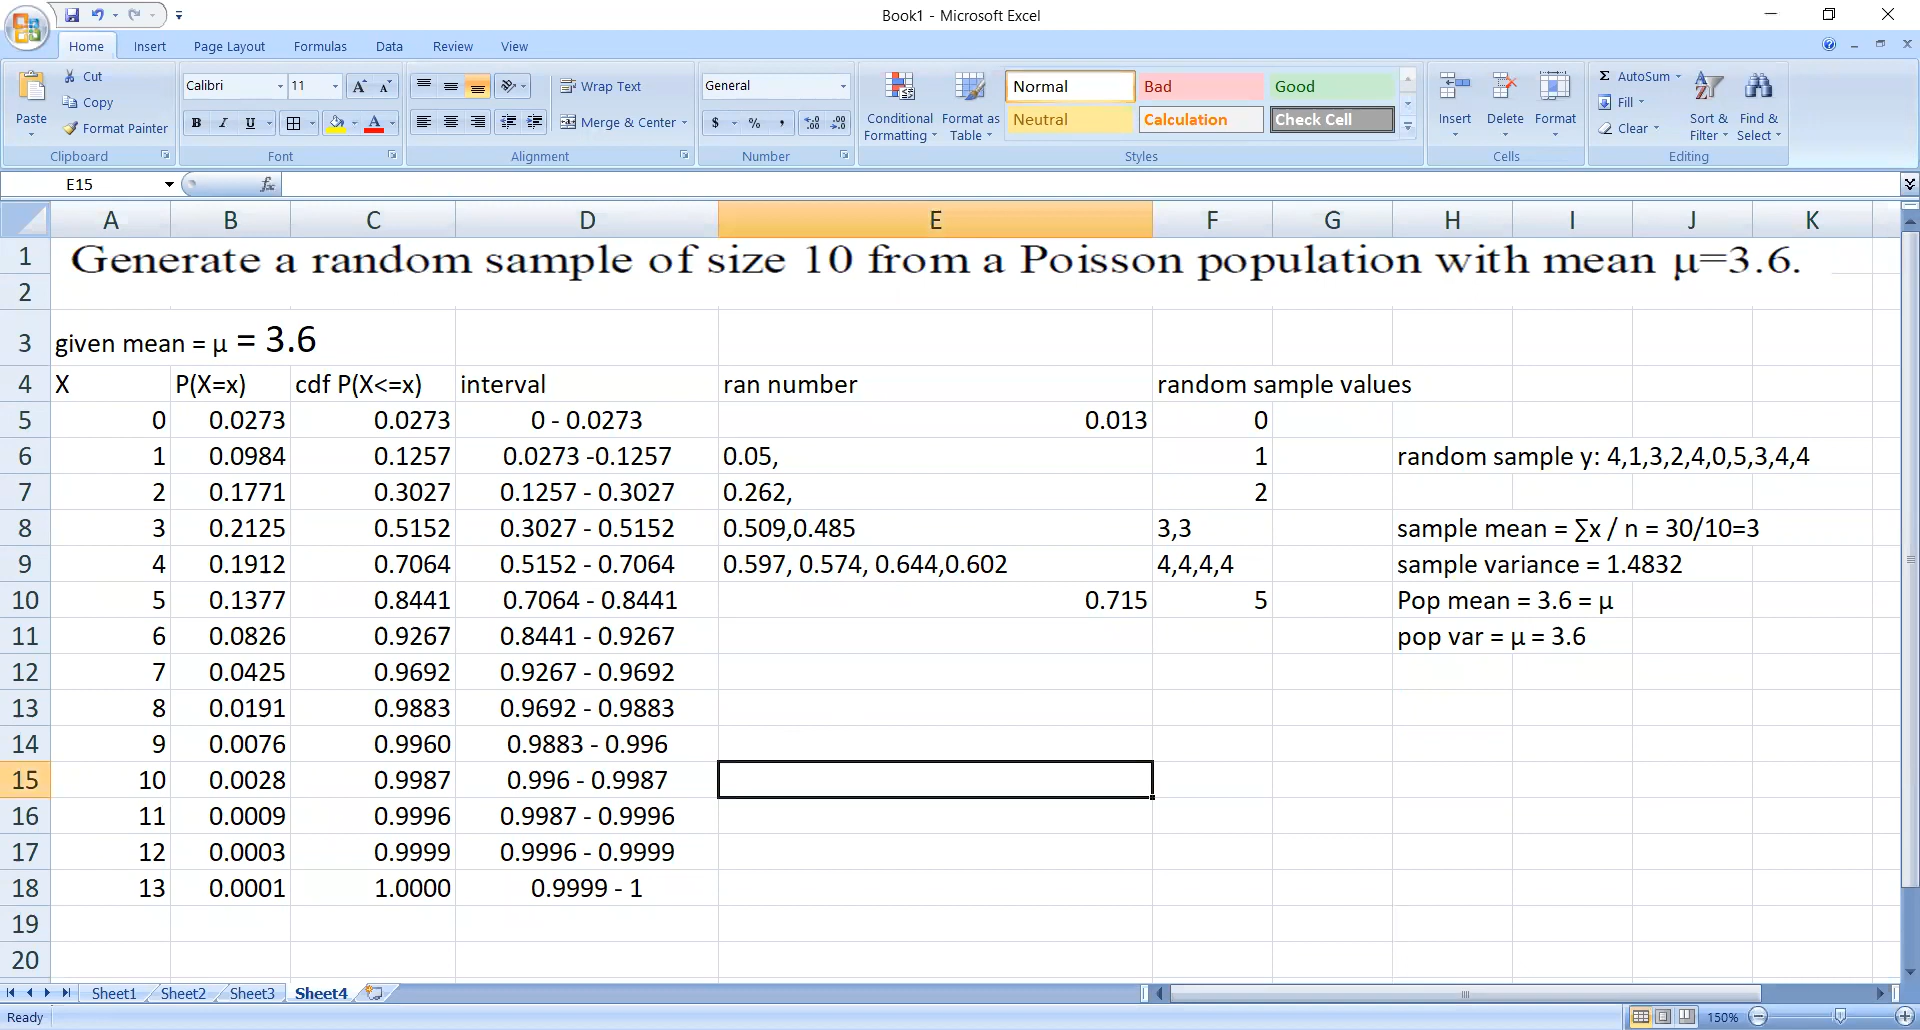 Book1 - Microsoft Excel
Home Insert Page Layout Formulas Data Review View
Cut
Copy
Paste
Format Painter
Clipboard
Calibri 11
B I U
Font
Wrap Text
Merge & Center
Alignment
General
$ % ,
Number
Conditional Formatting
Format as Table
Normal Bad Good
Neutral Calculation Check Cell
Styles
Insert Delete Format
Cells
Σ AutoSum
Fill
Clear
Sort & Filter
Find & Select
Editing
E15 fx
A B C D E F G H I J K
1 Generate a random sample of size 10 from a Poisson population with mean μ=3.6.
2
3 given mean = μ = 3.6
4 X P(X=x) cdf P(X<=x) interval ran number random sample values
5 0 0.0273 0.0273 0 - 0.0273 0.013 0
6 1 0.0984 0.1257 0.0273 -0.1257 0.05, 1 random sample y: 4,1,3,2,4,0,5,3,4,4
7 2 0.1771 0.3027 0.1257 - 0.3027 0.262, 2
8 3 0.2125 0.5152 0.3027 - 0.5152 0.509,0.485 3,3 sample mean = ∑x / n = 30/10=3
9 4 0.1912 0.7064 0.5152 - 0.7064 0.597, 0.574, 0.644,0.602 4,4,4,4 sample variance = 1.4832
10 5 0.1377 0.8441 0.7064 - 0.8441 0.715 5 Pop mean = 3.6 = μ
11 6 0.0826 0.9267 0.8441 - 0.9267 pop var = μ = 3.6
12 7 0.0425 0.9692 0.9267 - 0.9692
13 8 0.0191 0.9883 0.9692 - 0.9883
14 9 0.0076 0.9960 0.9883 - 0.996
15 10 0.0028 0.9987 0.996 - 0.9987
16 11 0.0009 0.9996 0.9987 - 0.9996
17 12 0.0003 0.9999 0.9996 - 0.9999
18 13 0.0001 1.0000 0.9999 - 1
19
20
Sheet1 Sheet2 Sheet3 Sheet4
Ready 150%